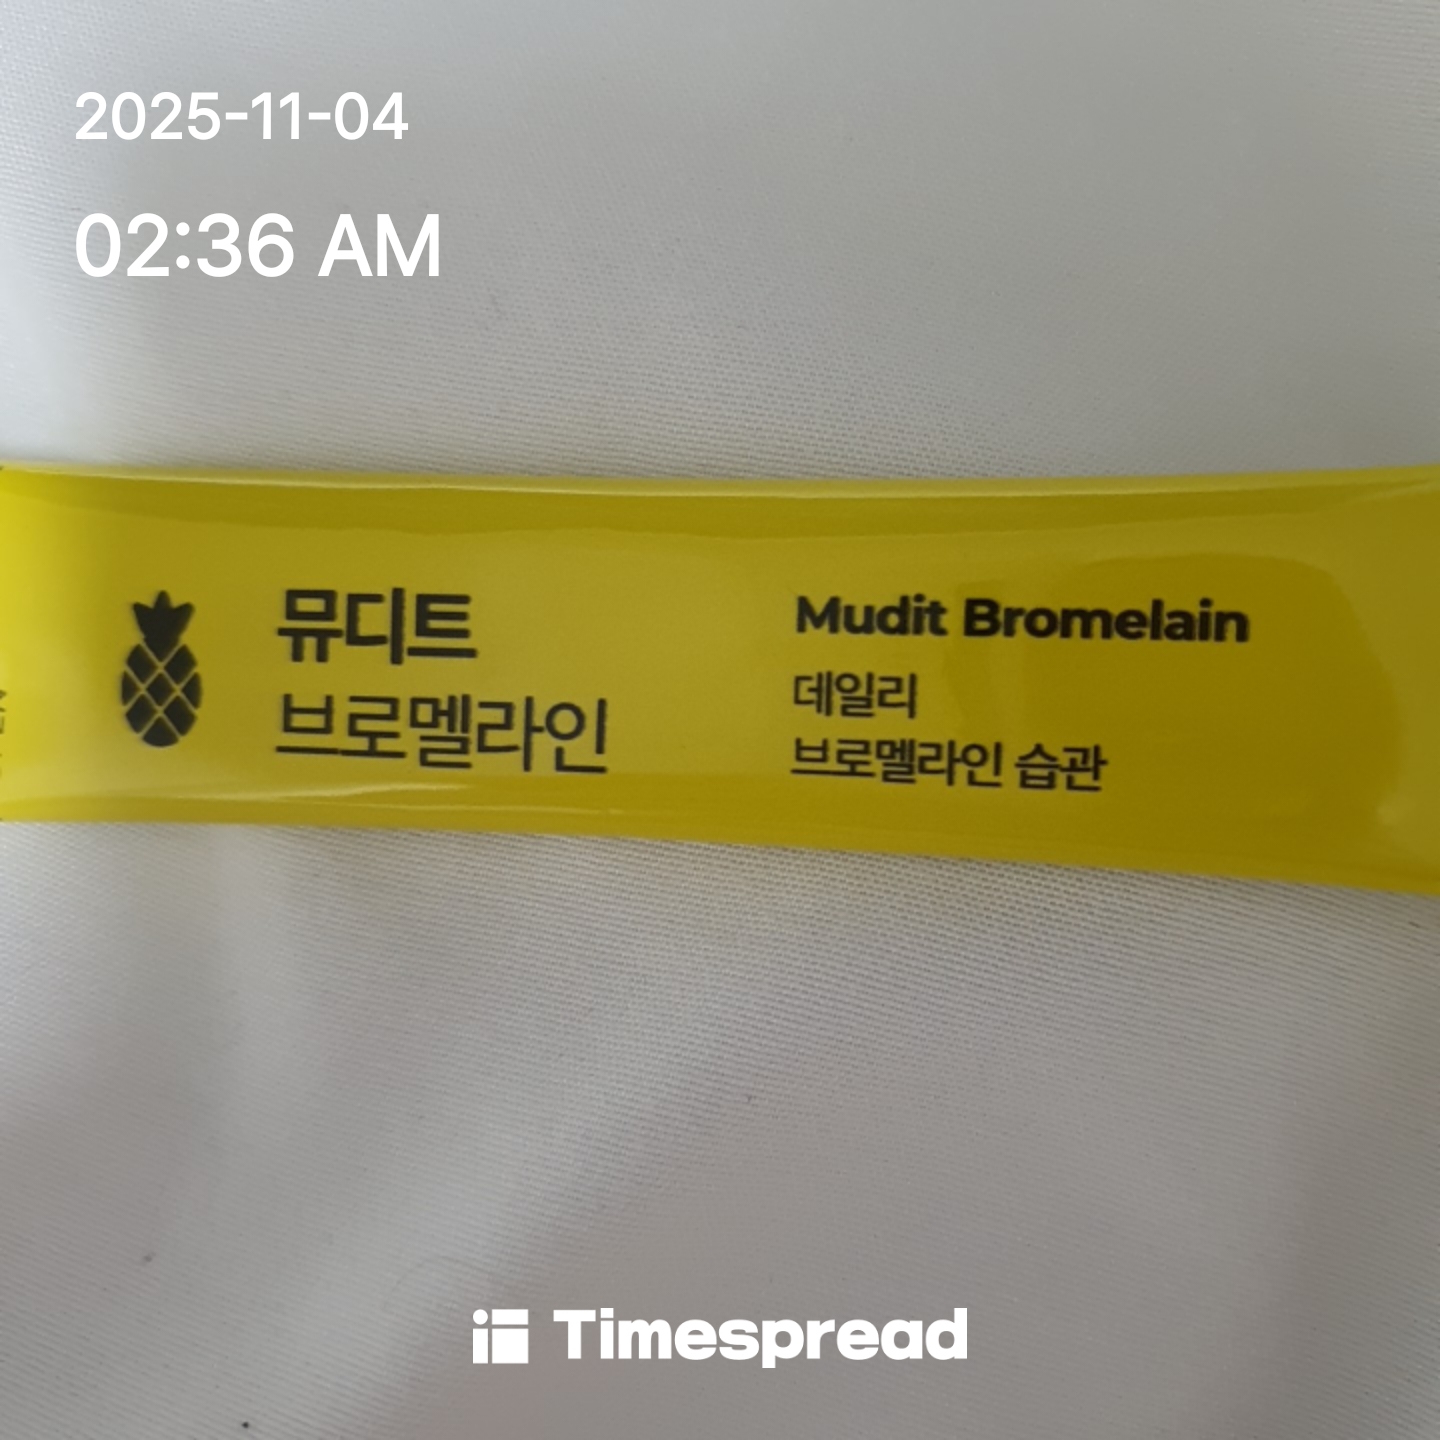 2025-11-04
02:36 AM
뮤디트
브로멜라인
Mudit Bromelain
데일리
브로멜라인 습관
Timespread